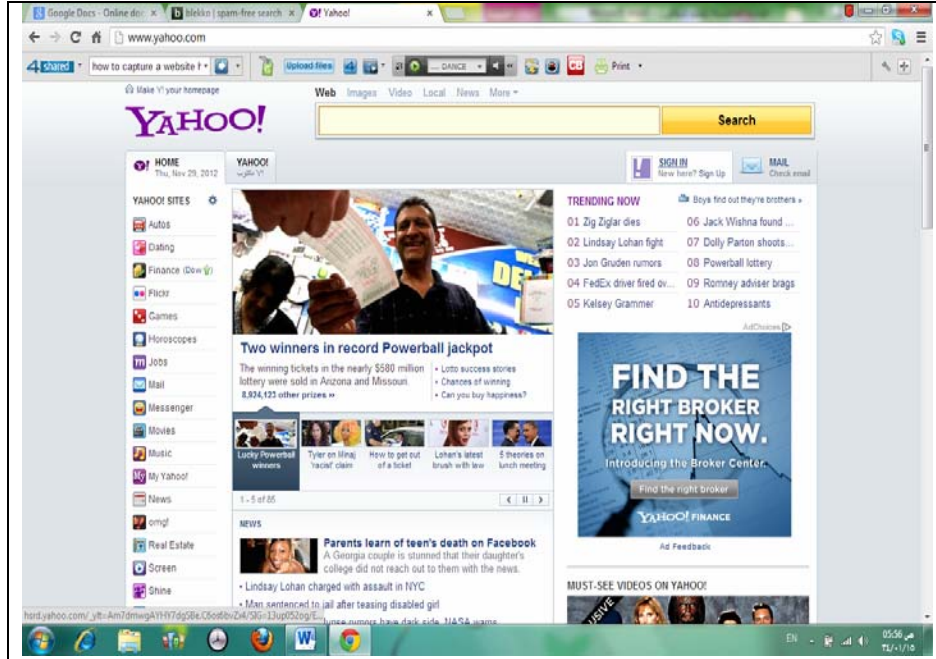 Google Docs - Online doc
blekko | spam-free search
Yahoo!
www.yahoo.com
4shared
how to capture a website
Upload files
DANCE
Print
Make Y! your homepage
Web Images Video Local News More
YAHOO!
Search
HOME
Thu, Nov 29, 2012
YAHOO!
Y! مكتوب
SIGN IN
New here? Sign Up
MAIL
Check email
YAHOO! SITES
Autos
Dating
Finance (Dow)
Flickr
Games
Horoscopes
Jobs
Mail
Messenger
Movies
Music
My Yahoo!
News
omg!
Real Estate
Screen
Shine
Two winners in record Powerball jackpot
The winning tickets in the nearly $580 million
lottery were sold in Arizona and Missouri.
8,924,123 other prizes »
• Lotto success stories
• Chances of winning
• Can you buy happiness?
Lucky Powerball
winners
Tyler on Minaj
'racist' claim
How to get out
of a ticket
Lohan's latest
brush with law
5 theories on
lunch meeting
1 - 5 of 85
NEWS
Parents learn of teen's death on Facebook
A Georgia couple is stunned that their daughter's
college did not reach out to them with the news.
• Lindsay Lohan charged with assault in NYC
• Man sentenced to jail after teasing disabled girl
rumors have dark side, NASA warns
TRENDING NOW
Boys find out they're brothers »
01 Zig Ziglar dies
02 Lindsay Lohan fight
03 Jon Gruden rumors
04 FedEx driver fired ov...
05 Kelsey Grammer
06 Jack Wishna found ...
07 Dolly Parton shoots...
08 Powerball lottery
09 Romney adviser brags
10 Antidepressants
AdChoices
FIND THE
RIGHT BROKER
RIGHT NOW.
Introducing the Broker Center.
Find the right broker
YAHOO! FINANCE
Ad Feedback
MUST-SEE VIDEOS ON YAHOO!
EN
05:56 ص